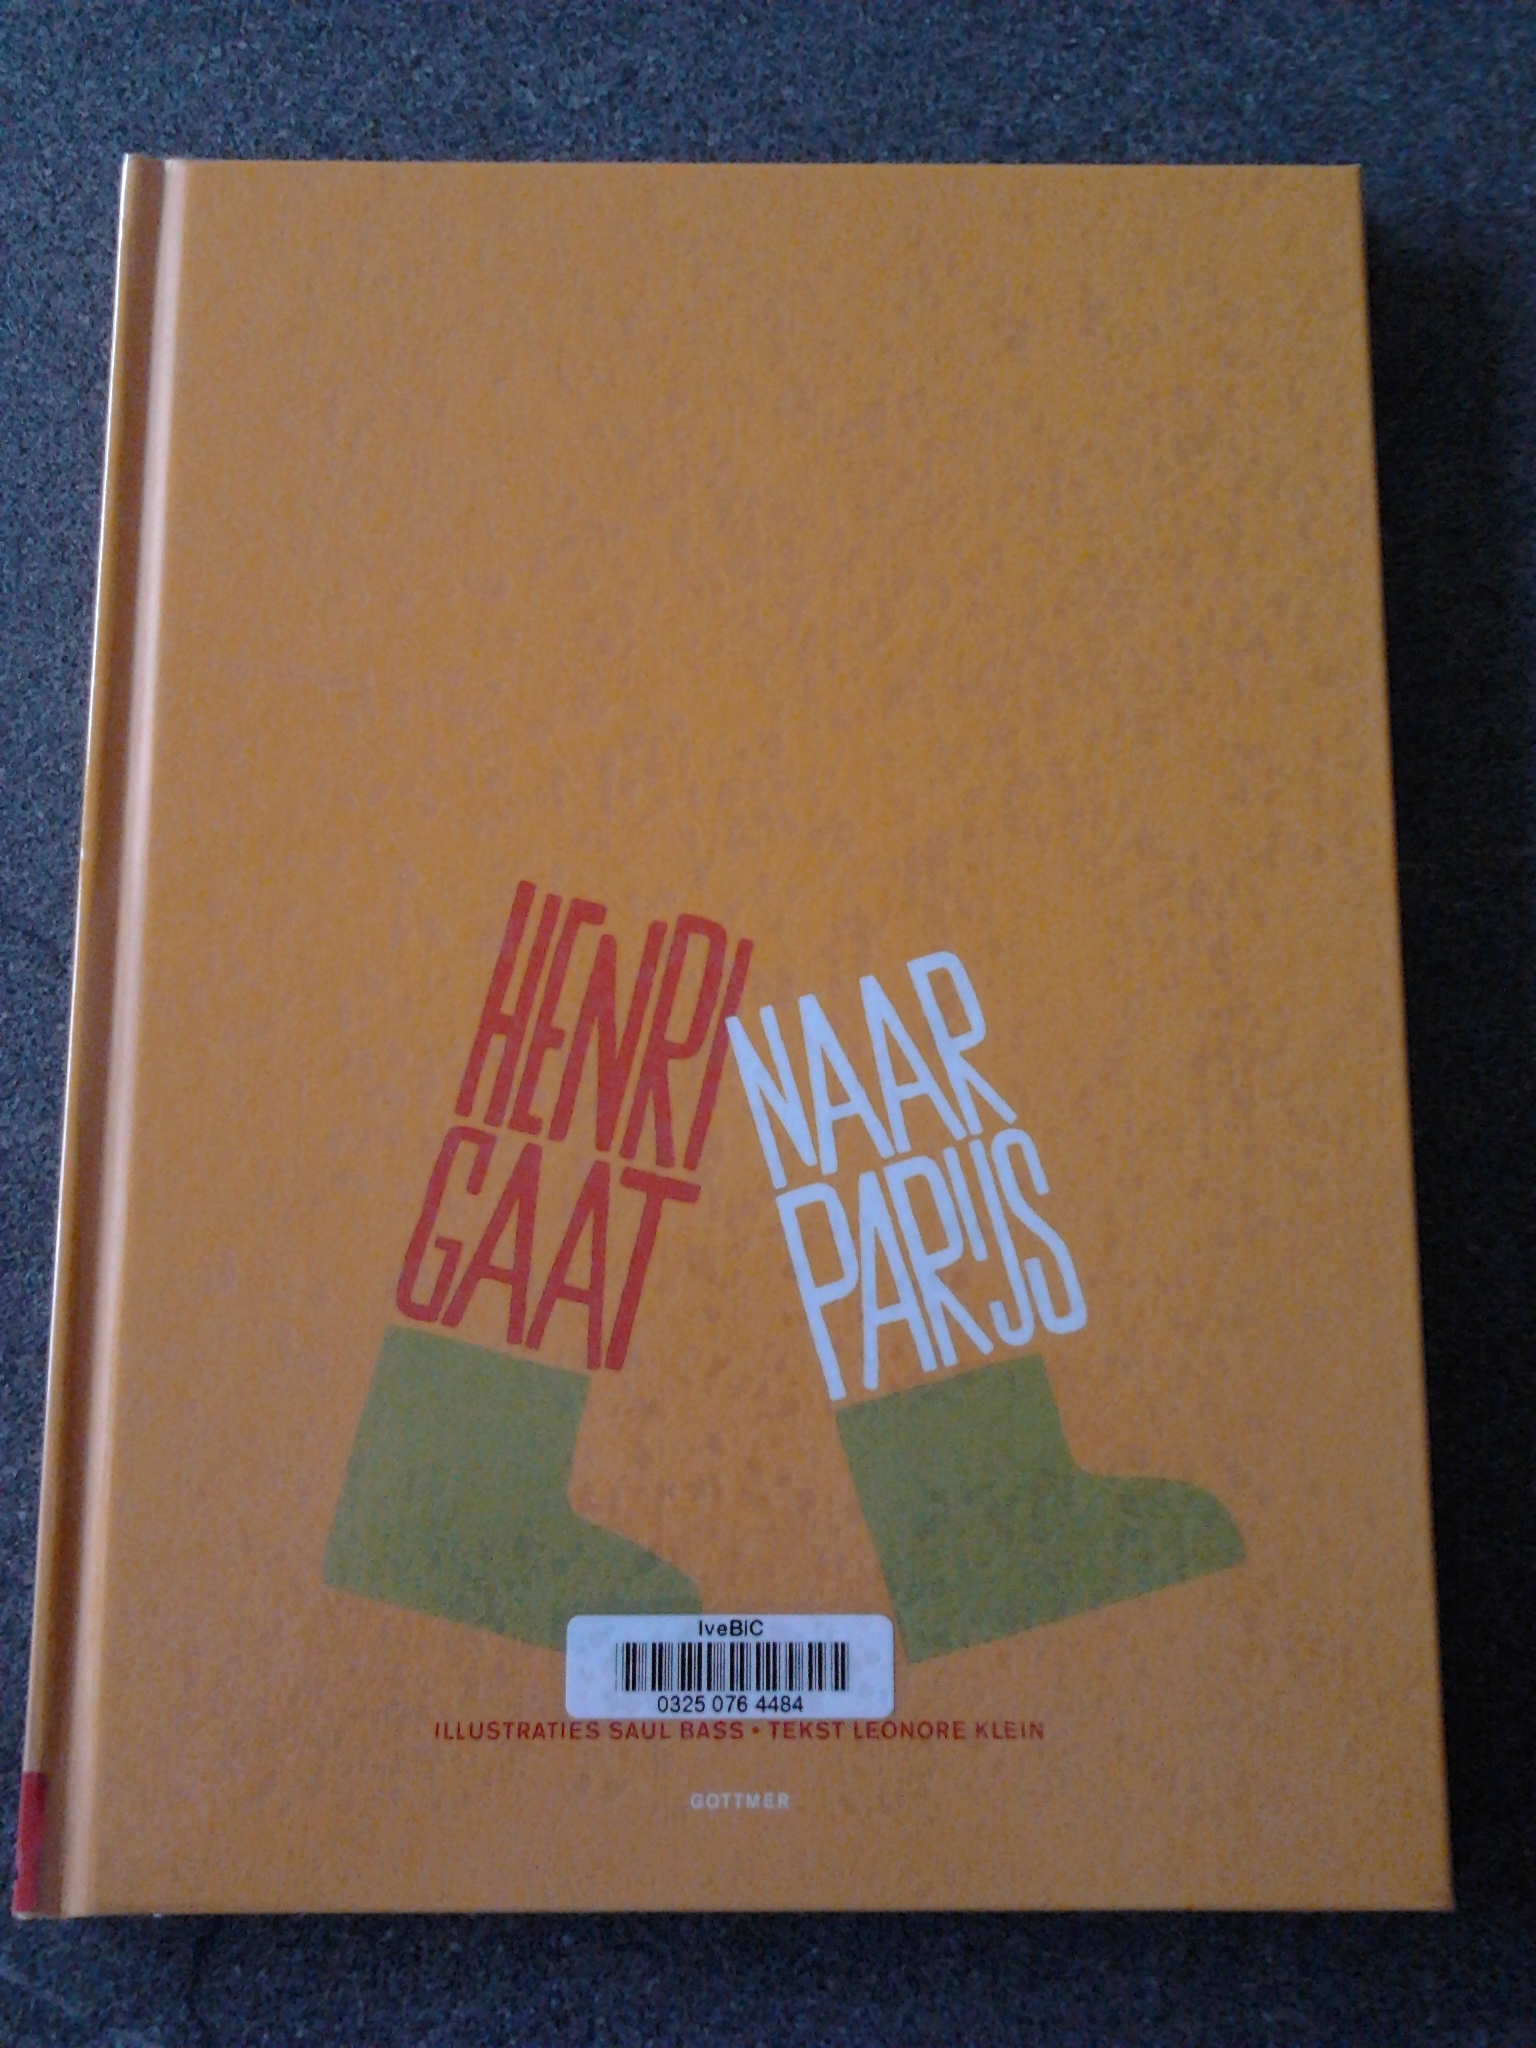 HENRI
GAAT
NAAR
PARIJS
IveBIC
0325 076 4484
ILLUSTRATIES SAUL BASS • TEKST LEONORE KLEIN
GOTTMER